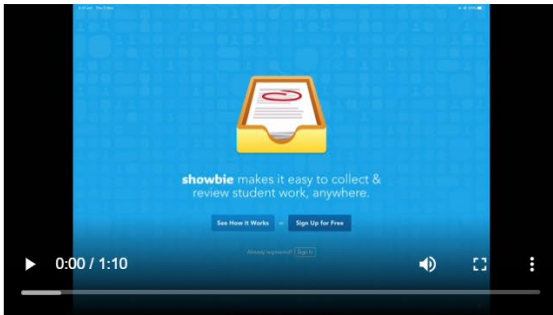 showbie makes it easy to collect &
review student work, anywhere.
See How It Works or Sign Up for Free
Already registered? Sign in
0:00 / 1:10